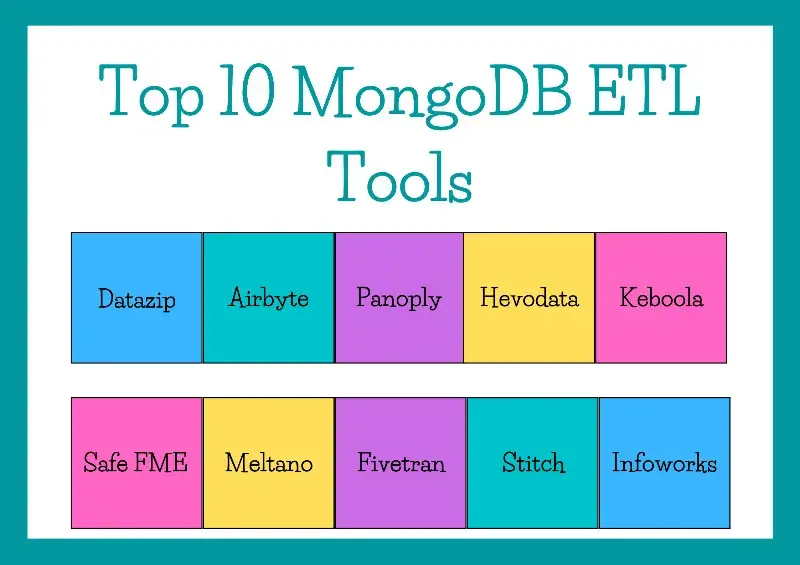 Top 10 MongoDB ETL
Tools
Datazip Airbyte Panoply Hevodata Keboola
Safe FME Meltano Fivetran Stitch Infoworks